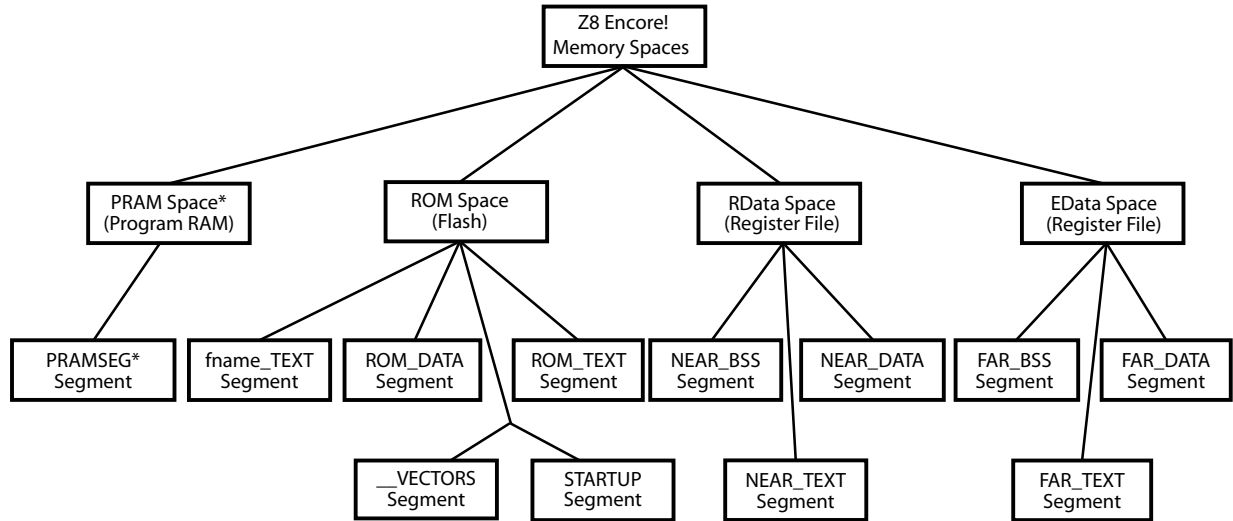 Z8 Encore!
Memory Spaces
PRAM Space*
(Program RAM)
ROM Space
(Flash)
RData Space
(Register File)
EData Space
(Register File)
PRAMSEG*
Segment
fname_TEXT
Segment
ROM_DATA
Segment
ROM_TEXT
Segment
NEAR_BSS
Segment
NEAR_DATA
Segment
FAR_BSS
Segment
FAR_DATA
Segment
__VECTORS
Segment
STARTUP
Segment
NEAR_TEXT
Segment
FAR_TEXT
Segment